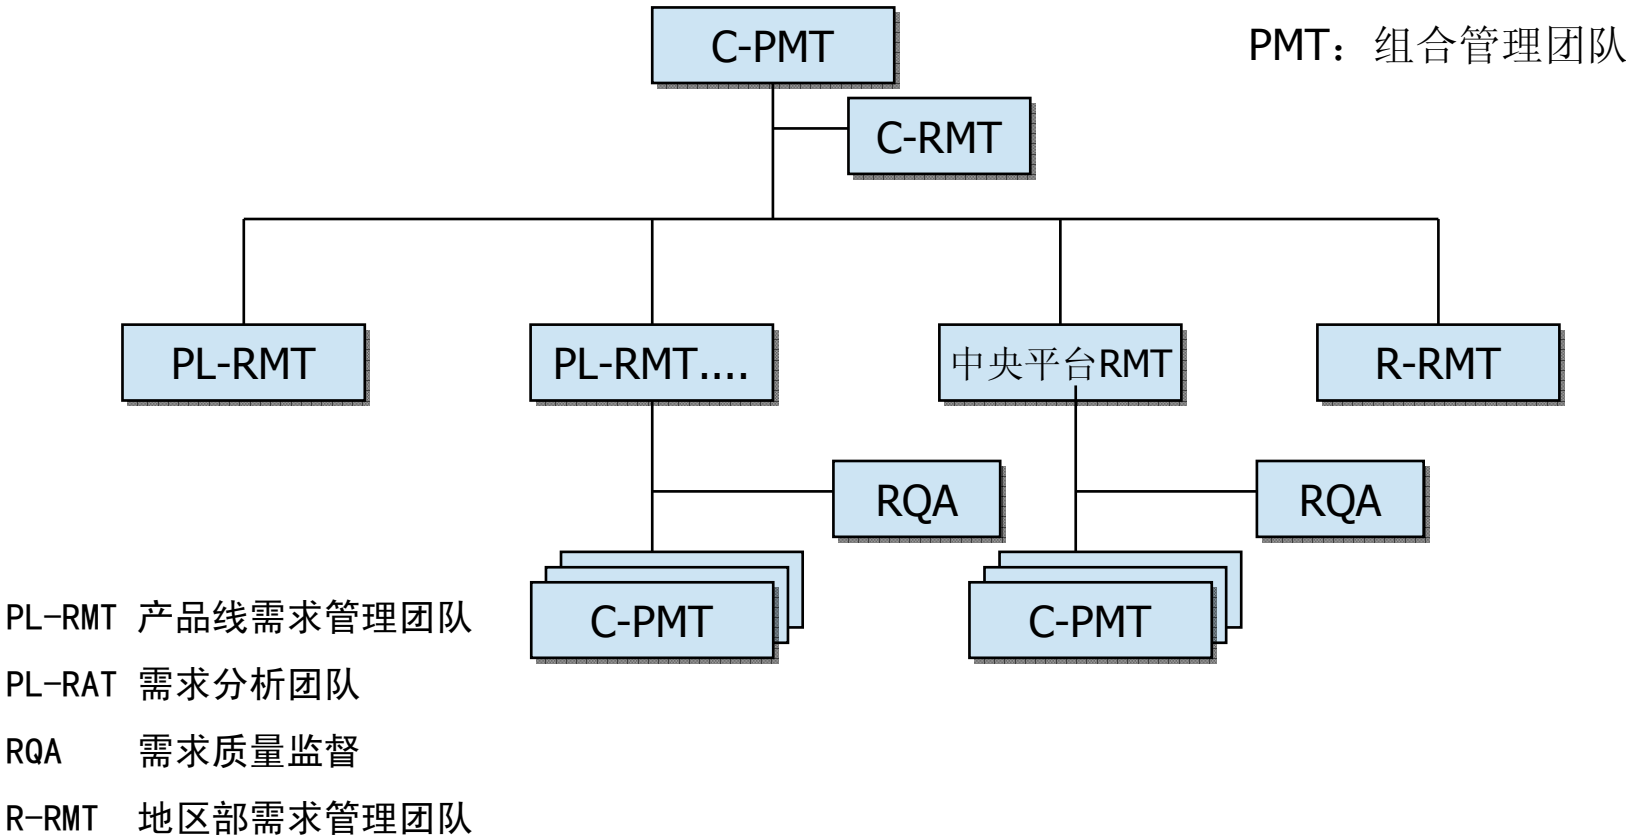 C-PMT
PMT：组合管理团队
C-RMT
PL-RMT
PL-RMT....
中央平台RMT
R-RMT
RQA
RQA
C-PMT
C-PMT
PL-RMT 产品线需求管理团队
PL-RAT 需求分析团队
RQA 需求质量监督
R-RMT 地区部需求管理团队